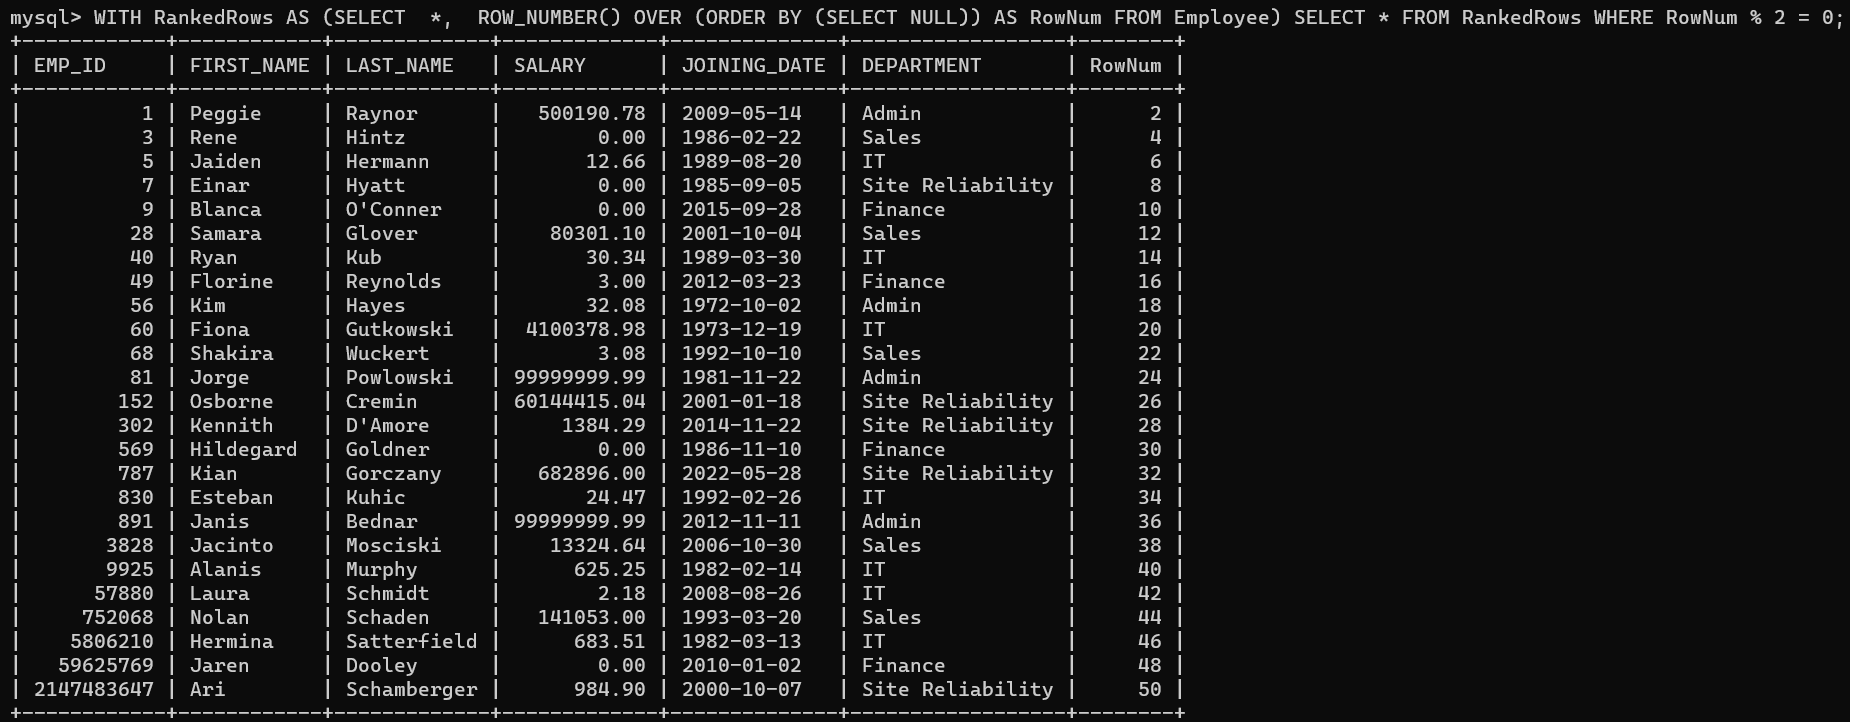 mysql> WITH RankedRows AS (SELECT  *,  ROW_NUMBER() OVER (ORDER BY (SELECT NULL)) AS RowNum FROM Employee) SELECT * FROM RankedRows WHERE RowNum % 2 = 0;
+------------+------------+-------------+-------------+--------------+------------------+--------+
| EMP_ID     | FIRST_NAME | LAST_NAME   | SALARY      | JOINING_DATE | DEPARTMENT       | RowNum |
+------------+------------+-------------+-------------+--------------+------------------+--------+
|          1 | Peggie     | Raynor      |   500190.78 | 2009-05-14   | Admin            |      2 |
|          3 | Rene       | Hintz       |        0.00 | 1986-02-22   | Sales            |      4 |
|          5 | Jaiden     | Hermann     |       12.66 | 1989-08-20   | IT               |      6 |
|          7 | Einar      | Hyatt       |        0.00 | 1985-09-05   | Site Reliability |      8 |
|          9 | Blanca     | O'Conner    |        0.00 | 2015-09-28   | Finance          |     10 |
|         28 | Samara     | Glover      |    80301.10 | 2001-10-04   | Sales            |     12 |
|         40 | Ryan       | Kub         |       30.34 | 1989-03-30   | IT               |     14 |
|         49 | Florine    | Reynolds    |        3.00 | 2012-03-23   | Finance          |     16 |
|         56 | Kim        | Hayes       |       32.08 | 1972-10-02   | Admin            |     18 |
|         60 | Fiona      | Gutkowski   |  4100378.98 | 1973-12-19   | IT               |     20 |
|         68 | Shakira    | Wuckert     |        3.08 | 1992-10-10   | Sales            |     22 |
|         81 | Jorge      | Powlowski   | 99999999.99 | 1981-11-22   | Admin            |     24 |
|        152 | Osborne    | Cremin      | 60144415.04 | 2001-01-18   | Site Reliability |     26 |
|        302 | Kennith    | D'Amore     |     1384.29 | 2014-11-22   | Site Reliability |     28 |
|        569 | Hildegard  | Goldner     |        0.00 | 1986-11-10   | Finance          |     30 |
|        787 | Kian       | Gorczany    |   682896.00 | 2022-05-28   | Site Reliability |     32 |
|        830 | Esteban    | Kuhic       |       24.47 | 1992-02-26   | IT               |     34 |
|        891 | Janis      | Bednar      | 99999999.99 | 2012-11-11   | Admin            |     36 |
|       3828 | Jacinto    | Mosciski    |    13324.64 | 2006-10-30   | Sales            |     38 |
|       9925 | Alanis     | Murphy      |      625.25 | 1982-02-14   | IT               |     40 |
|      57880 | Laura      | Schmidt     |        2.18 | 2008-08-26   | IT               |     42 |
|     752068 | Nolan      | Schaden     |   141053.00 | 1993-03-20   | Sales            |     44 |
|    5806210 | Hermina    | Satterfield |      683.51 | 1982-03-13   | IT               |     46 |
|   59625769 | Jaren      | Dooley      |        0.00 | 2010-01-02   | Finance          |     48 |
| 2147483647 | Ari        | Schamberger |      984.90 | 2000-10-07   | Site Reliability |     50 |
+------------+------------+-------------+-------------+--------------+------------------+--------+